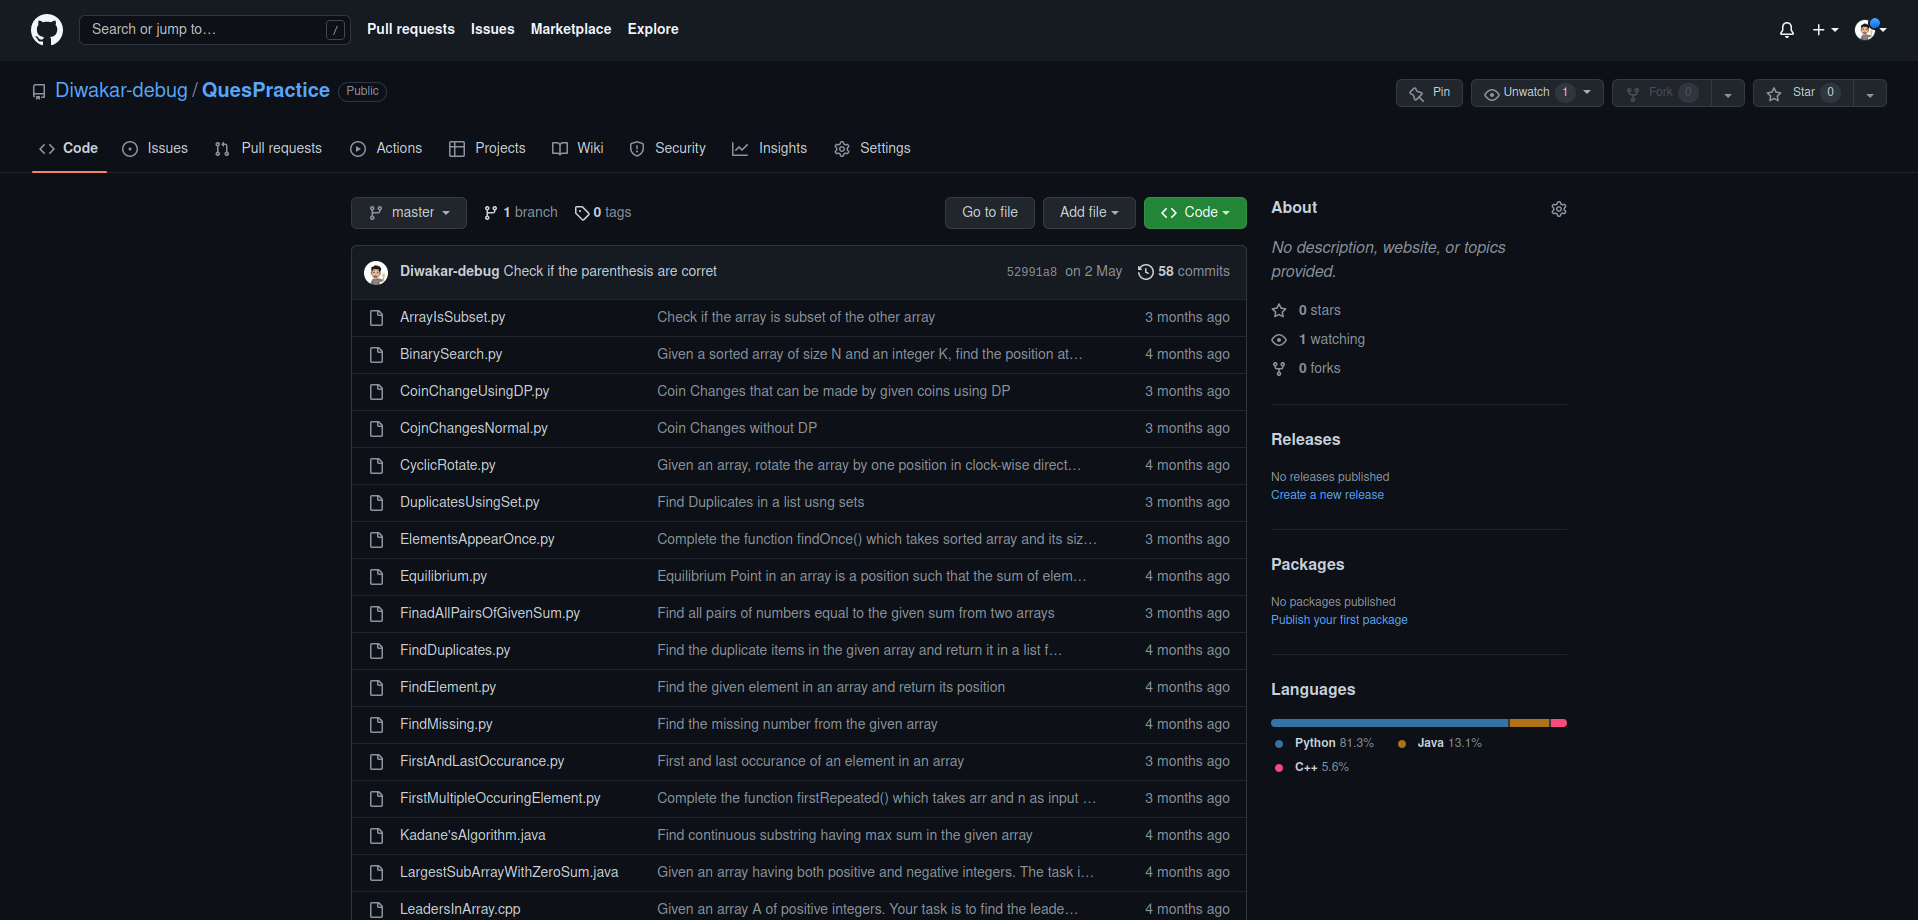 Search or jump to… /
Pull requests Issues Marketplace Explore
Diwakar-debug / QuesPractice Public
Pin Unwatch 1 Fork 0 Star 0
Code Issues Pull requests Actions Projects Wiki Security Insights Settings
master 1 branch 0 tags Go to file Add file Code
Diwakar-debug Check if the parenthesis are corret 52991a8 on 2 May 58 commits
ArrayIsSubset.py Check if the array is subset of the other array 3 months ago
BinarySearch.py Given a sorted array of size N and an integer K, find the position at… 4 months ago
CoinChangeUsingDP.py Coin Changes that can be made by given coins using DP 3 months ago
CojnChangesNormal.py Coin Changes without DP 3 months ago
CyclicRotate.py Given an array, rotate the array by one position in clock-wise direct… 4 months ago
DuplicatesUsingSet.py Find Duplicates in a list usng sets 3 months ago
ElementsAppearOnce.py Complete the function findOnce() which takes sorted array and its siz… 3 months ago
Equilibrium.py Equilibrium Point in an array is a position such that the sum of elem… 4 months ago
FinadAllPairsOfGivenSum.py Find all pairs of numbers equal to the given sum from two arrays 3 months ago
FindDuplicates.py Find the duplicate items in the given array and return it in a list f… 4 months ago
FindElement.py Find the given element in an array and return its position 4 months ago
FindMissing.py Find the missing number from the given array 4 months ago
FirstAndLastOccurance.py First and last occurance of an element in an array 3 months ago
FirstMultipleOccuringElement.py Complete the function firstRepeated() which takes arr and n as input … 3 months ago
Kadane'sAlgorithm.java Find continuous substring having max sum in the given array 4 months ago
LargestSubArrayWithZeroSum.java Given an array having both positive and negative integers. The task i… 4 months ago
LeadersInArray.cpp Given an array A of positive integers. Your task is to find the leade… 4 months ago
About
No description, website, or topics
provided.
0 stars
1 watching
0 forks
Releases
No releases published
Create a new release
Packages
No packages published
Publish your first package
Languages
Python 81.3% Java 13.1%
C++ 5.6%